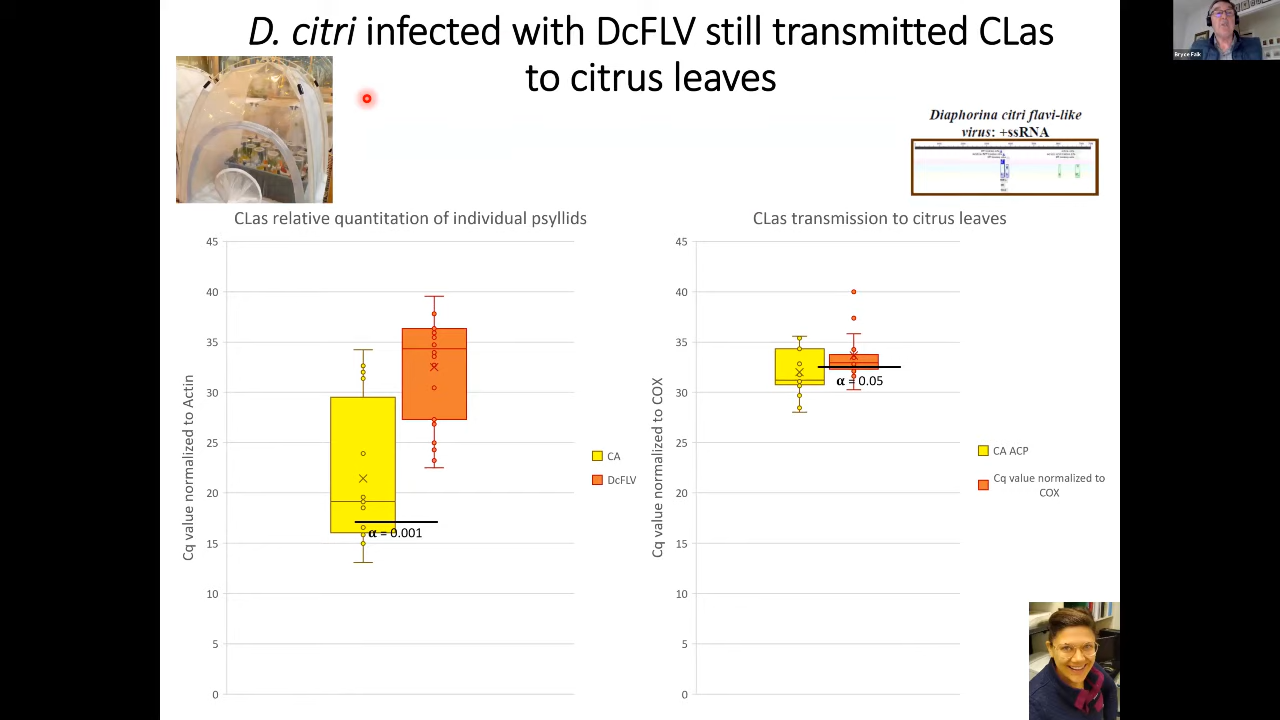 D. citri infected with DcFLV still transmitted CLas
to citrus leaves
Bryce Falk
Diaphorina citri flavi-like
virus: +ssRNA
CLas relative quantitation of individual psyllids
Cq value normalized to Actin
45
40
35
30
25
20
15
10
5
0
α = 0.001
CA
DcFLV
CLas transmission to citrus leaves
Cq value normalized to COX
45
40
35
30
25
20
15
10
5
0
α = 0.05
CA ACP
Cq value normalized to
COX